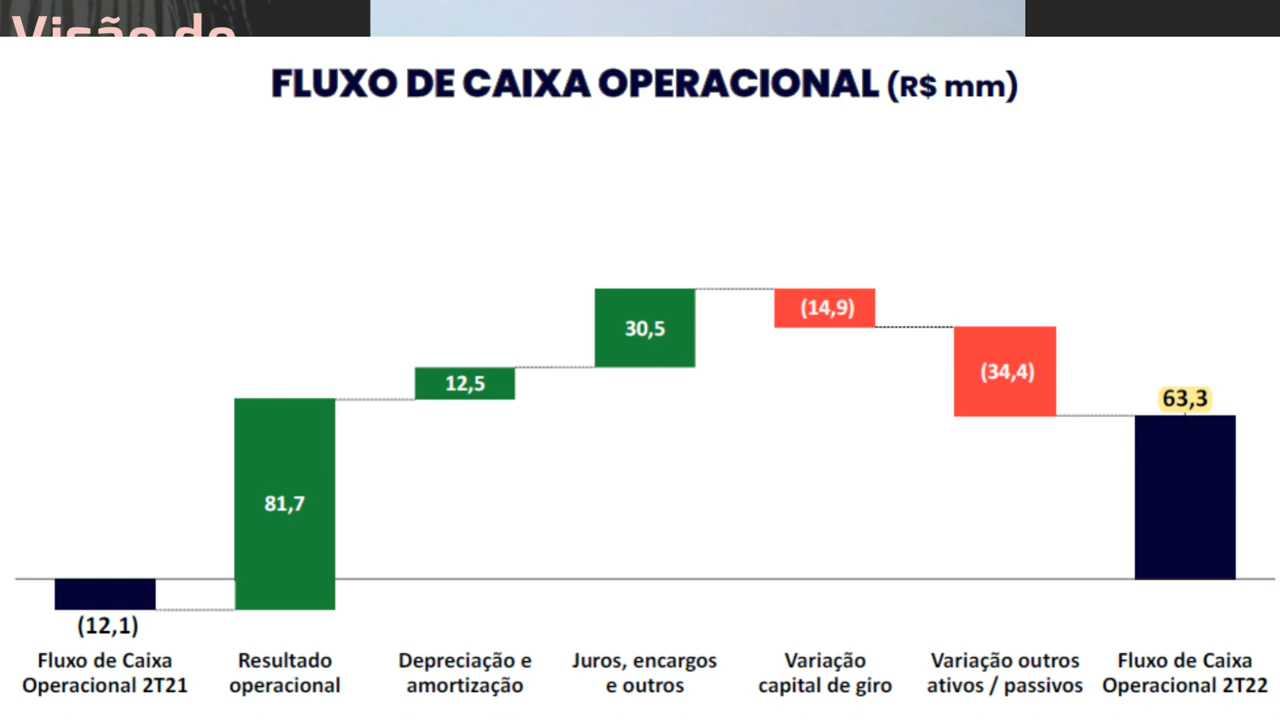 Visão de
FLUXO DE CAIXA OPERACIONAL (R$ mm)
30,5
(14,9)
(34,4)
12,5
63,3
81,7
(12,1)
Fluxo de Caixa
Operacional 2T21
Resultado
operacional
Depreciação e
amortização
Juros, encargos
e outros
Variação
capital de giro
Variação outros
ativos / passivos
Fluxo de Caixa
Operacional 2T22